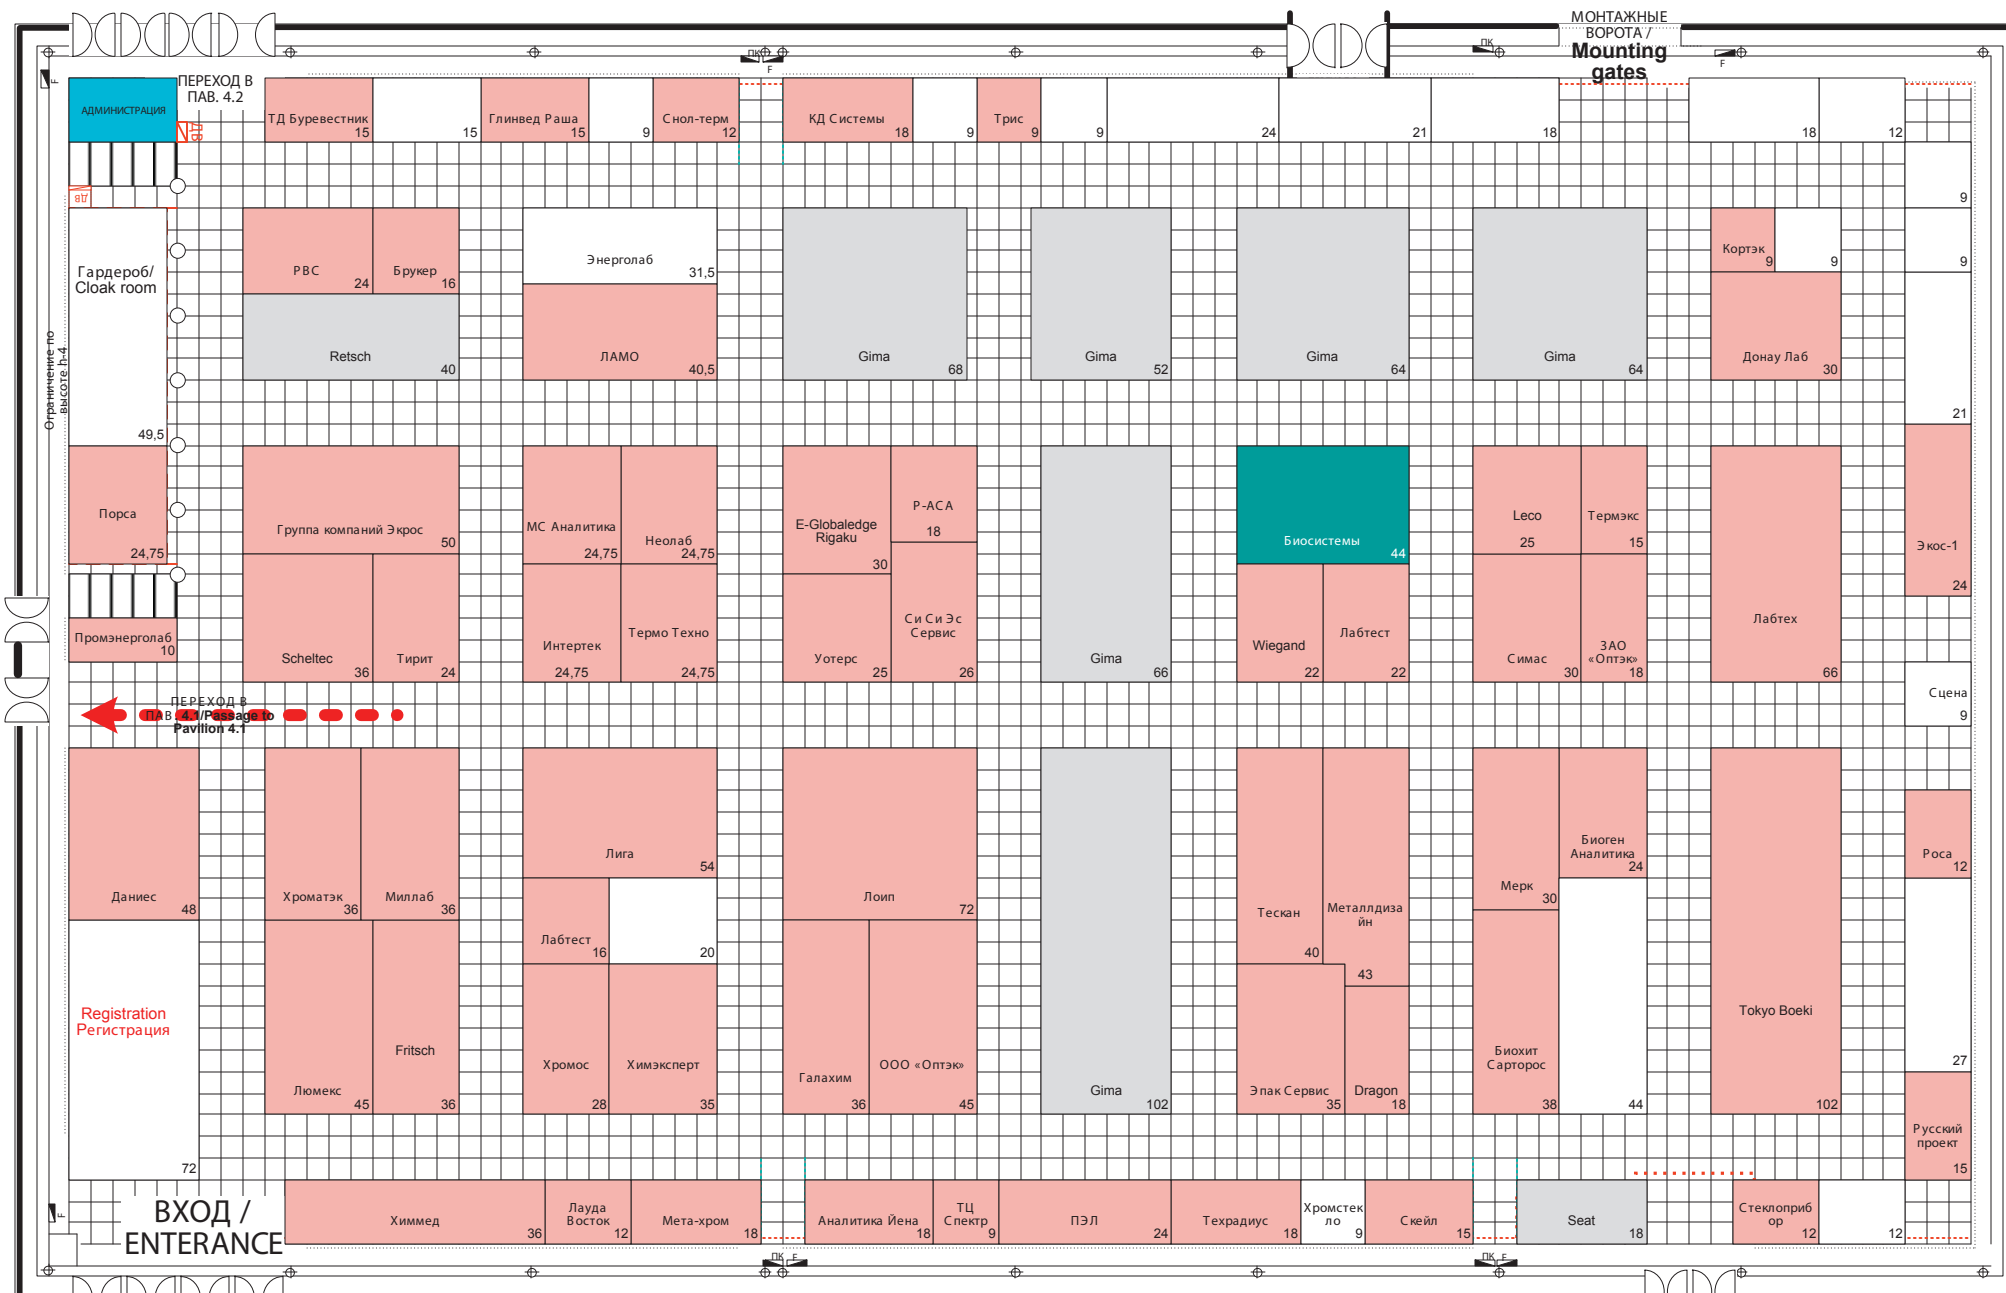 МОНТАЖНЫЕ
ВОРОТА /
Mounting
gates
ПК
F
ПК
F
F
АДМИНИСТРАЦИЯ
ПЕРЕХОД В
ПАВ. 4.2
ДВ
ТД Буревестник
15
15
Глинвед Раша
15
9
Снол-терм
12
КД Системы
18
9
Трис
9
9
24
21
18
18
12
ДВ
9
Гардероб/
Cloak room
49,5
Ограничение по
высоте h-4
РВС
24
Брукер
16
Retsch
40
Энерголаб
31,5
ЛАМО
40,5
Gima
68
Gima
52
Gima
64
Gima
64
Кортэк
9
9
Донау Лаб
30
9
21
Порса
24,75
Группа компаний Экрос
50
МС Аналитика
24,75
Неолаб
24,75
E-Globaledge
Rigaku
30
Р-АСА
18
Биосистемы
44
Leco
25
Термэкс
15
Экос-1
24
Промэнерголаб
10
Scheltec
36
Тирит
24
Интертек
24,75
Термо Техно
24,75
Уотерс
25
Си Си Эс
Сервис
26
Gima
66
Wiegand
22
Лабтест
22
Симас
30
ЗАО
«Оптэк»
18
Лабтех
66
Сцена
9
ПЕРЕХОД В
ПАВ. 4.1/Passage to
Pavilion 4.1
Даниес
48
Хроматэк
36
Миллаб
36
Лига
54
Лабтест
16
20
Лоип
72
Тескан
40
Металлдиза
йн
43
Мерк
30
Биоген
Аналитика
24
Роса
12
Registration
Регистрация
72
Люмекс
45
Fritsch
36
Хромос
28
Химэксперт
35
Галахим
36
ООО «Оптэк»
45
Gima
102
Эпак Сервис
35
Dragon
18
Биохит
Сарторос
38
44
Tokyo Boeki
102
27
Русский
проект
15
F
ВХОД /
ENTERANCE
Химмед
36
Лауда
Восток
12
Мета-хром
18
Аналитика Йена
18
ТЦ
Спектр
9
ПЭЛ
24
Техрадиус
18
Хромстек
ло
9
Скейл
15
Seat
18
Стеклоприб
ор
12
12
ПК
F
ПК
F